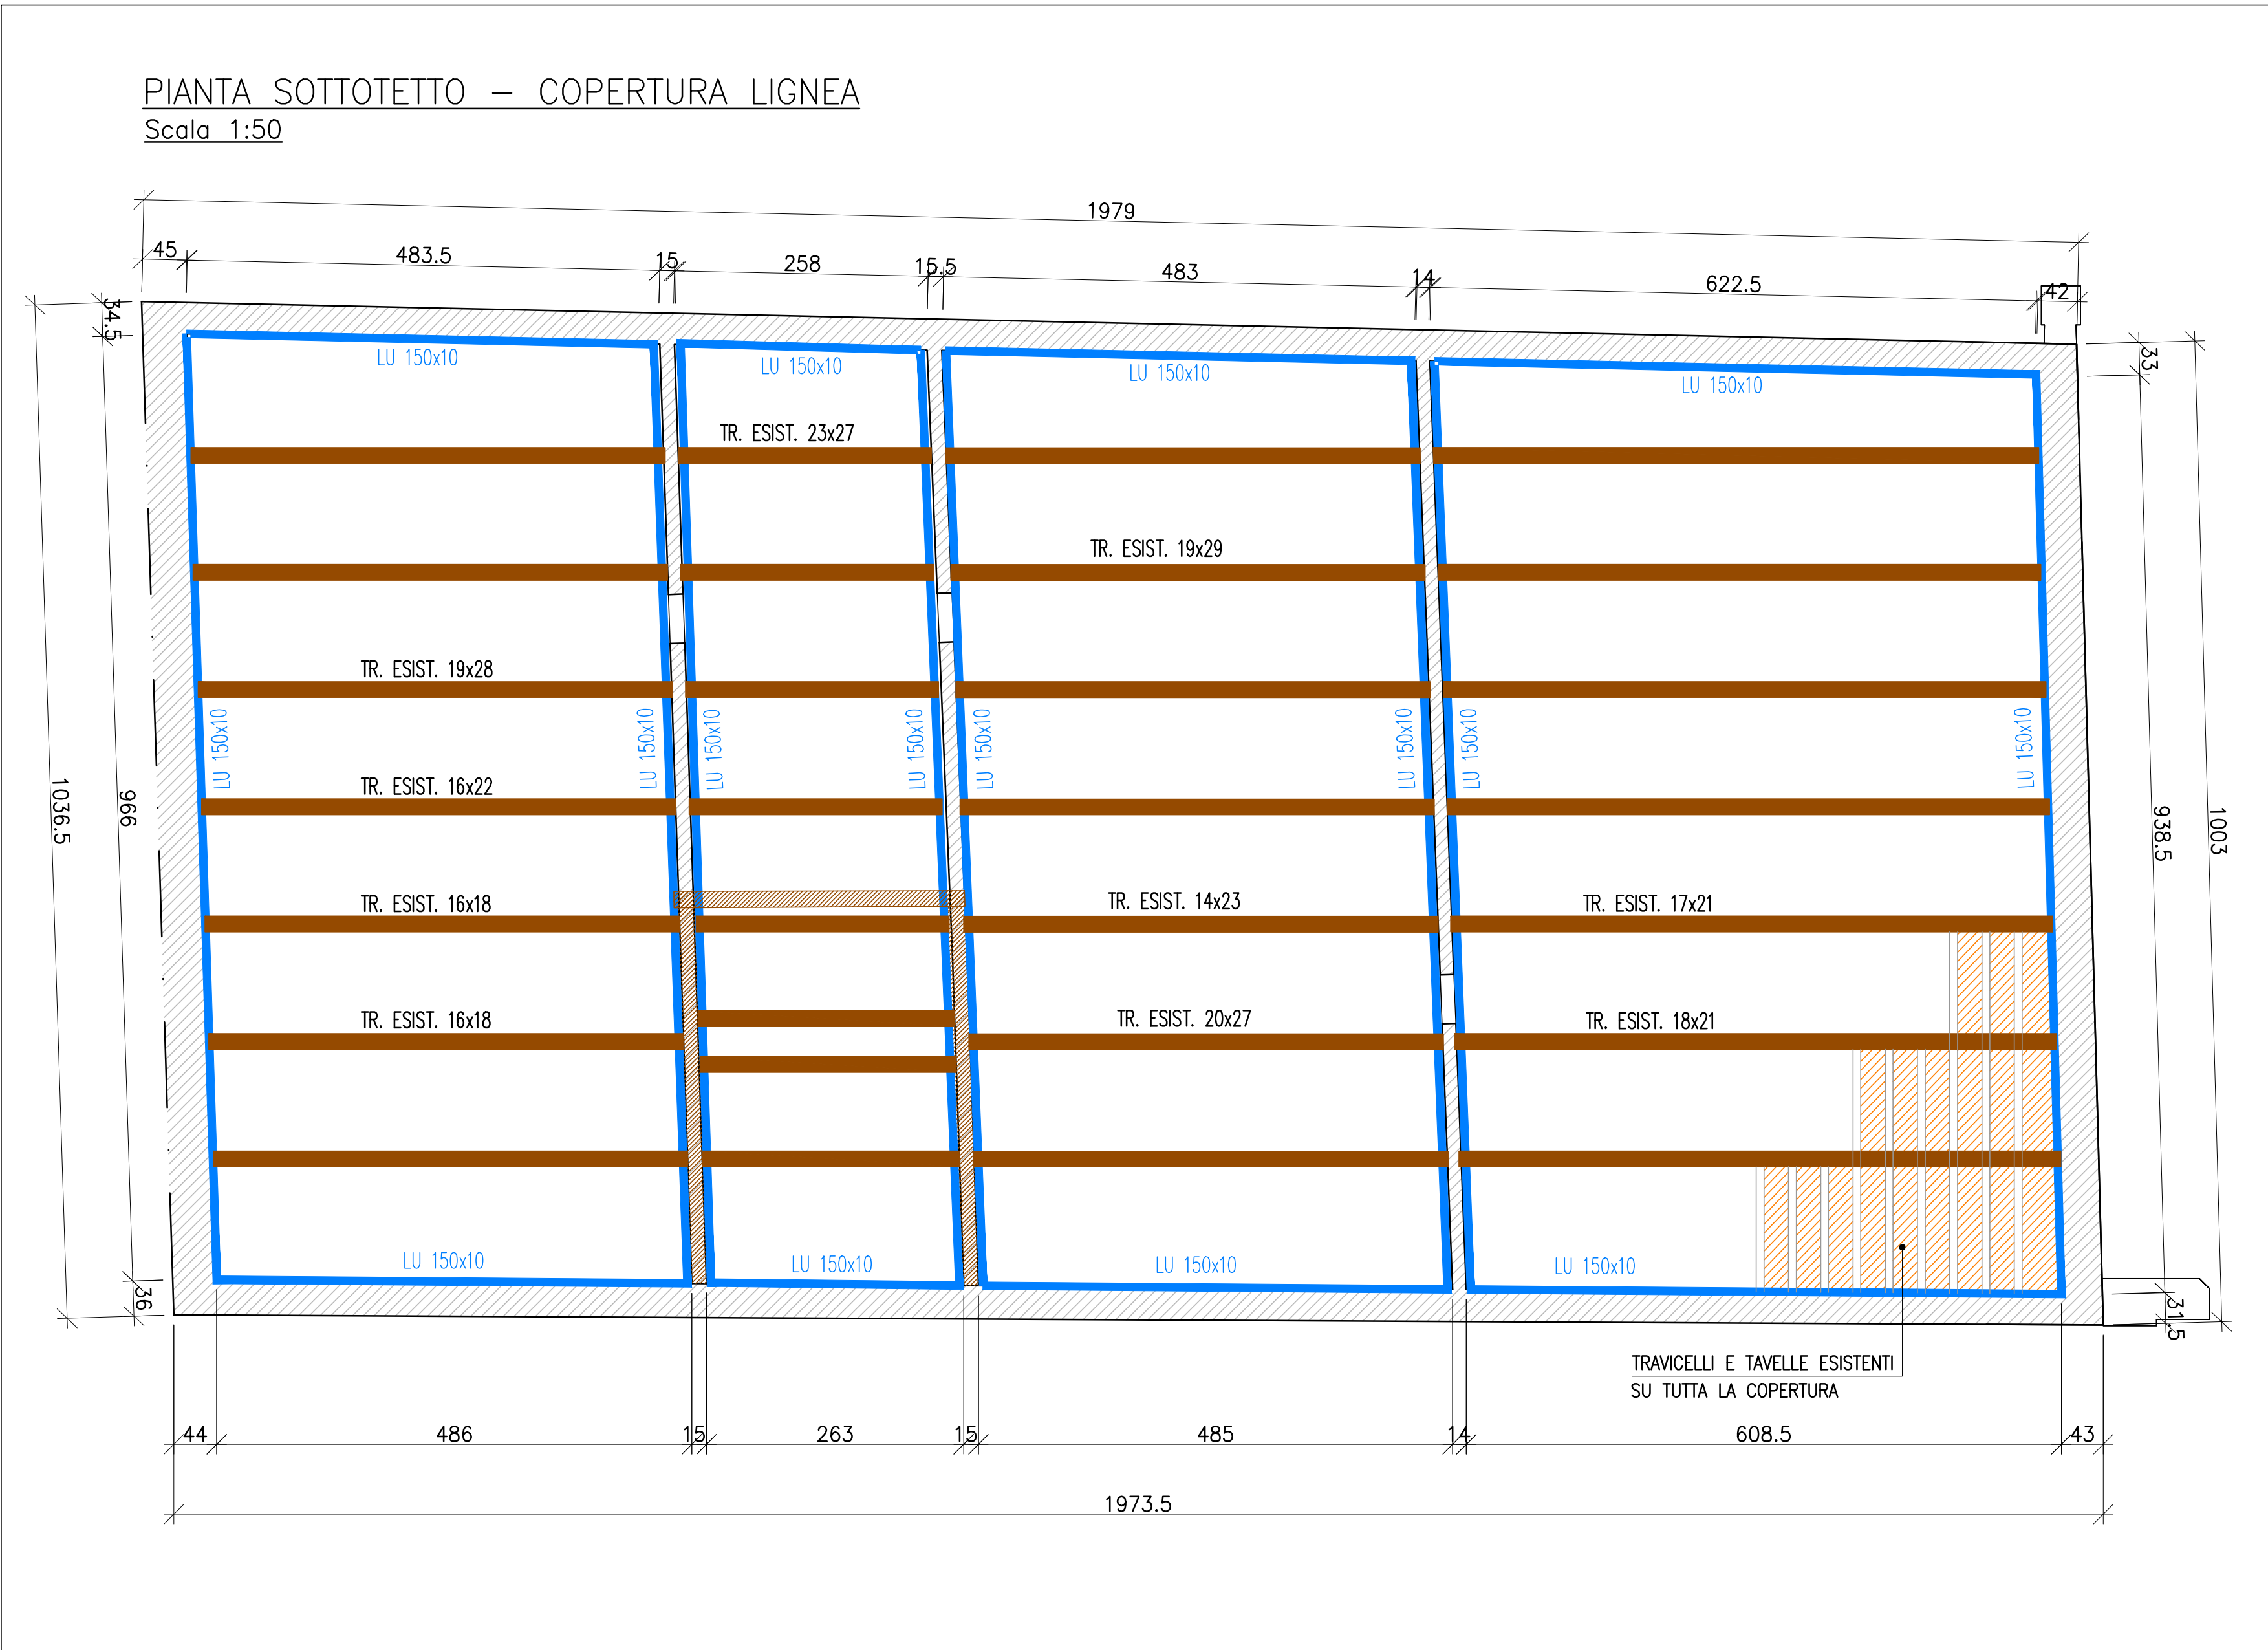 PIANTA SOTTOTETTO – COPERTURA LIGNEA
Scala 1:50
1979
45
483.5
15
258
15.5
483
14
622.5
42
34.5
33
LU 150x10
LU 150x10
LU 150x10
LU 150x10
TR. ESIST. 23x27
TR. ESIST. 19x29
TR. ESIST. 19x28
LU 150x10
LU 150x10
LU 150x10
LU 150x10
LU 150x10
LU 150x10
LU 150x10
LU 150x10
TR. ESIST. 16x22
1036.5
966
938.5
1003
TR. ESIST. 16x18
TR. ESIST. 14x23
TR. ESIST. 17x21
TR. ESIST. 16x18
TR. ESIST. 20x27
TR. ESIST. 18x21
LU 150x10
LU 150x10
LU 150x10
LU 150x10
36
31.5
TRAVICELLI E TAVELLE ESISTENTI
SU TUTTA LA COPERTURA
44
486
15
263
15
485
14
608.5
43
1973.5